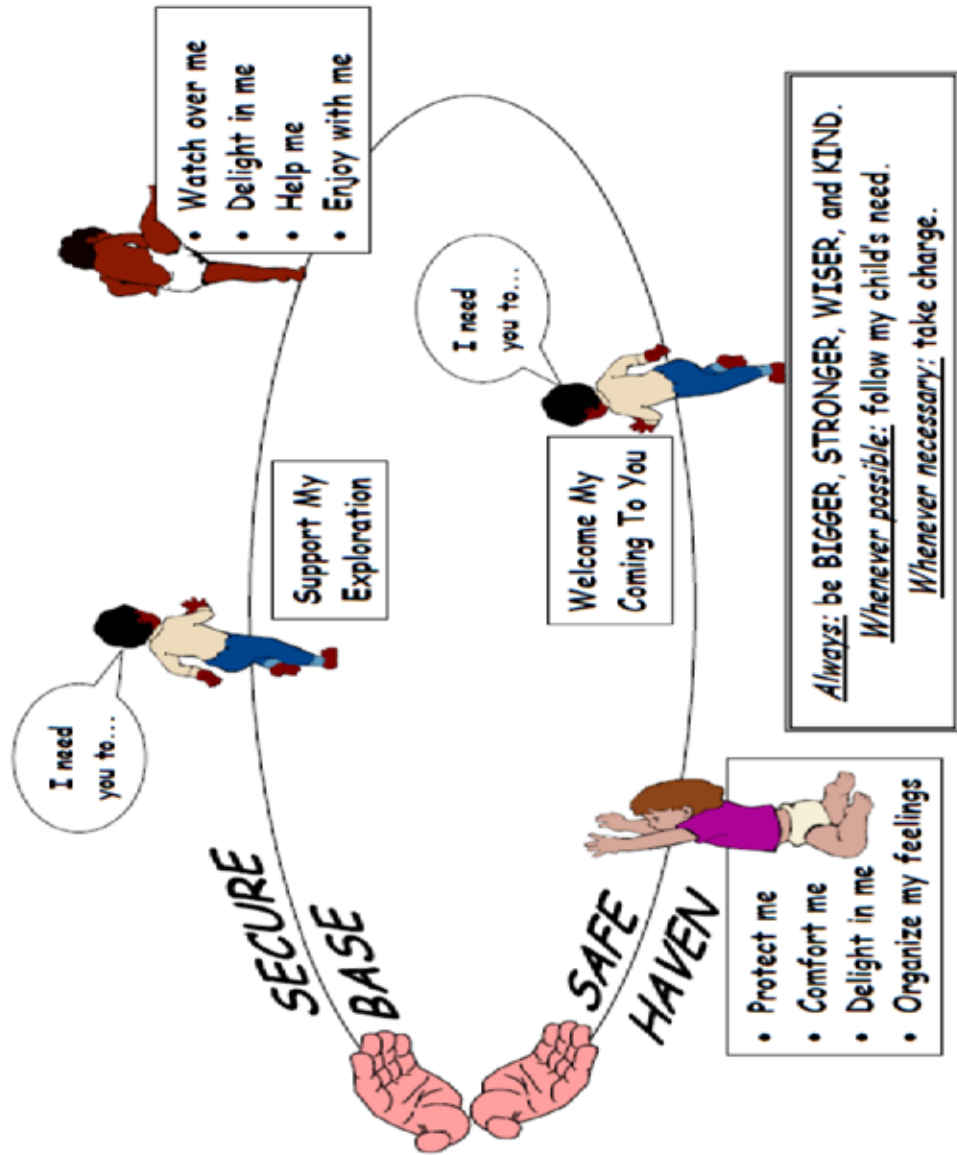 I need
you to...
• Watch over me
• Delight in me
• Help me
• Enjoy with me
SECURE
BASE
Support My
Exploration
I need
you to...
Welcome My
Coming To You
SAFE
HAVEN
• Protect me
• Comfort me
• Delight in me
• Organize my feelings
Always: be BIGGER, STRONGER, WISER, and KIND.
Whenever possible: follow my child's need.
Whenever necessary: take charge.